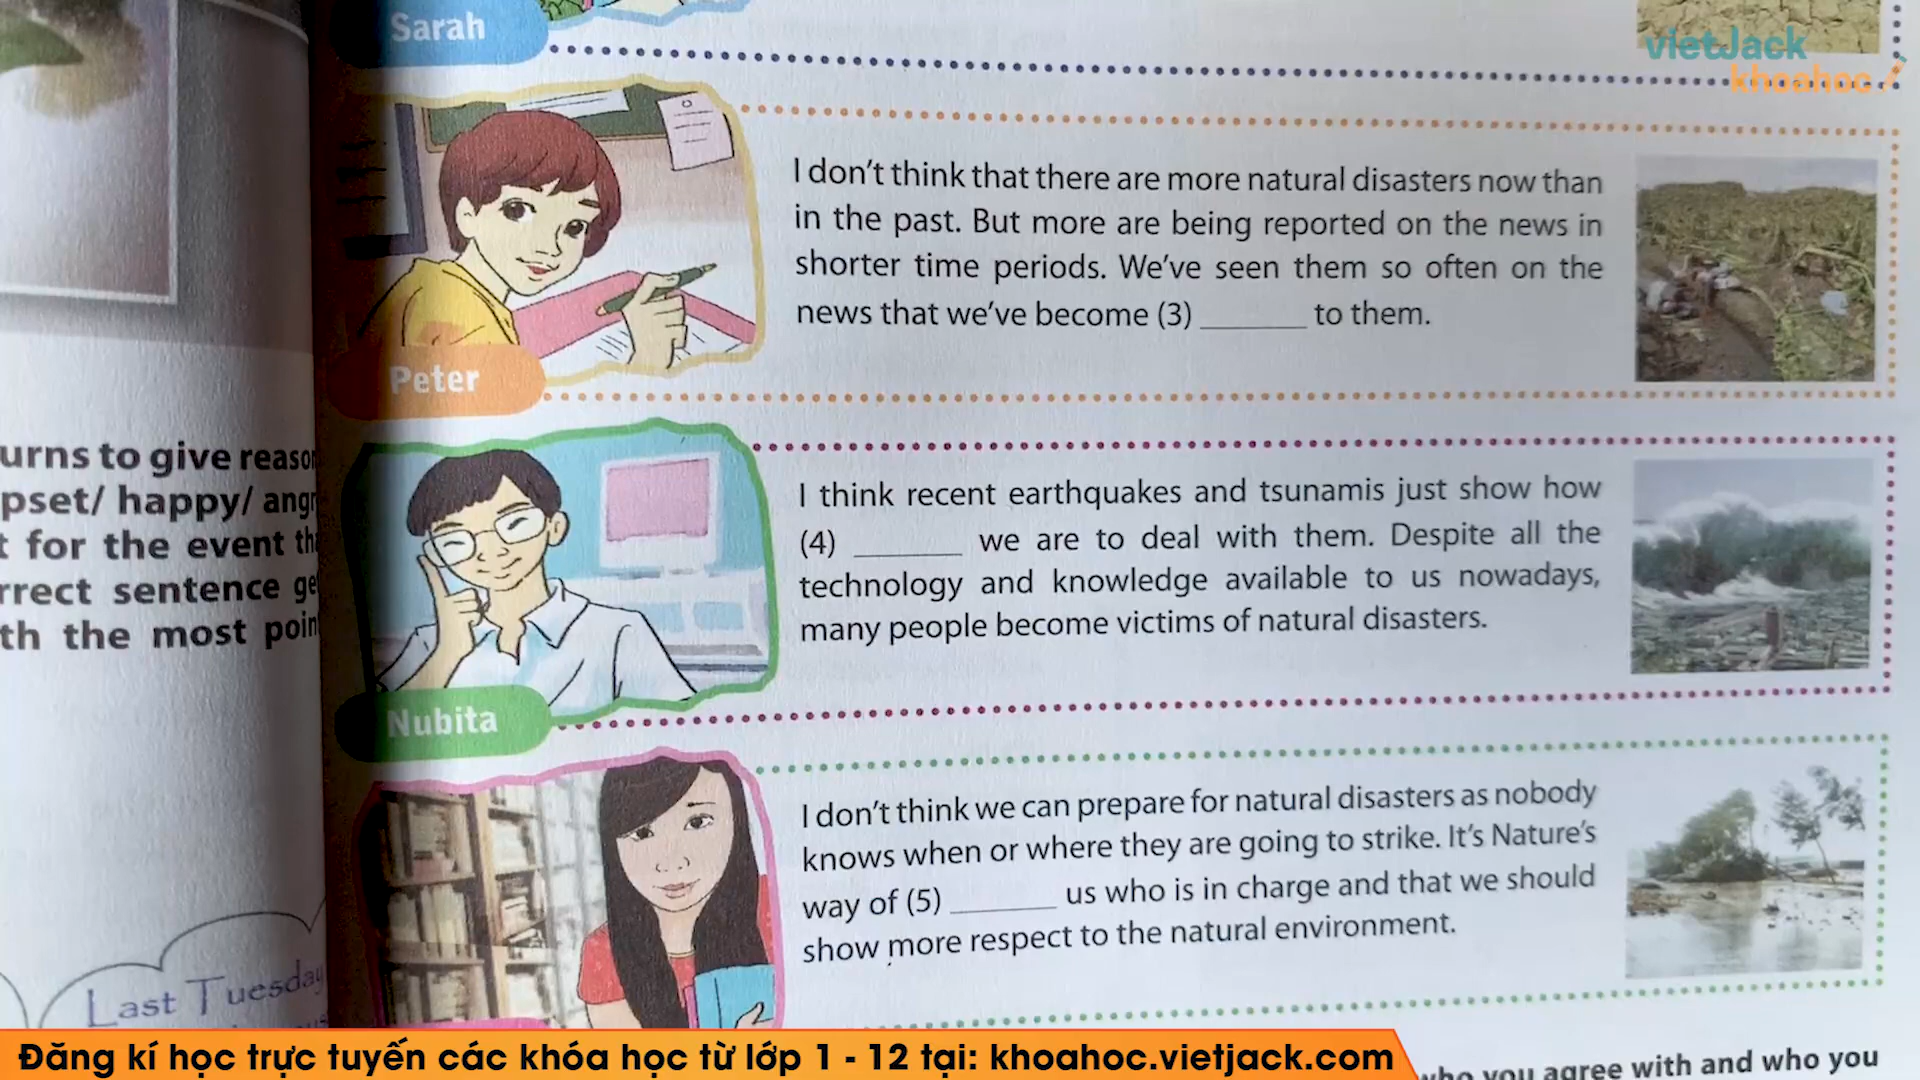 Sarah
vietJack
khoahoc
I don't think that there are more natural disasters now than
in the past. But more are being reported on the news in
shorter time periods. We've seen them so often on the
news that we've become (3) ________ to them.
Peter
urns to give reason
pset/ happy/ angr
t for the event tha
rrect sentence ge
th the most poin
I think recent earthquakes and tsunamis just show how
(4) ________ we are to deal with them. Despite all the
technology and knowledge available to us nowadays,
many people become victims of natural disasters.
Nubita
I don't think we can prepare for natural disasters as nobody
knows when or where they are going to strike. It's Nature's
way of (5) ________ us who is in charge and that we should
show more respect to the natural environment.
Last Tuesday
Đăng kí học trực tuyến các khóa học từ lớp 1 - 12 tại: khoahoc.vietjack.com
who you agree with and who you